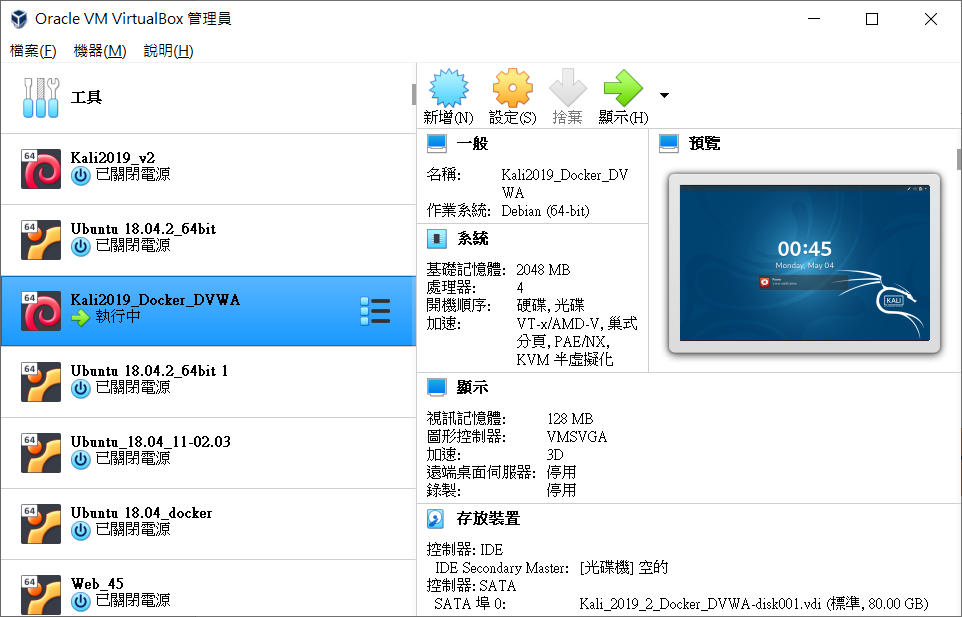 Oracle VM VirtualBox 管理員
檔案(F) 機器(M) 說明(H)
工具
64
Kali2019_v2
已關閉電源
64
Ubuntu 18.04.2_64bit
已關閉電源
64
Kali2019_Docker_DVWA
執行中
64
Ubuntu 18.04.2_64bit 1
已關閉電源
64
Ubuntu_18.04_11-02.03
已關閉電源
64
Ubuntu 18.04_docker
已關閉電源
64
Web_45
已關閉電源
新增(N) 設定(S) 捨棄 顯示(H)
一般
名稱: Kali2019_Docker_DV
WA
作業系統: Debian (64-bit)
系統
基礎記憶體: 2048 MB
處理器: 4
開機順序: 硬碟, 光碟
加速: VT-x/AMD-V, 巢式
分頁, PAE/NX,
KVM 半虛擬化
預覽
00:45
Monday, May 04
KALI
顯示
視訊記憶體: 128 MB
圖形控制器: VMSVGA
加速: 3D
遠端桌面伺服器: 停用
錄製: 停用
存放裝置
控制器: IDE
IDE Secondary Master: [光碟機] 空的
控制器: SATA
SATA 埠 0: Kali_2019_2_Docker_DVWA-disk001.vdi (標準, 80.00 GB)